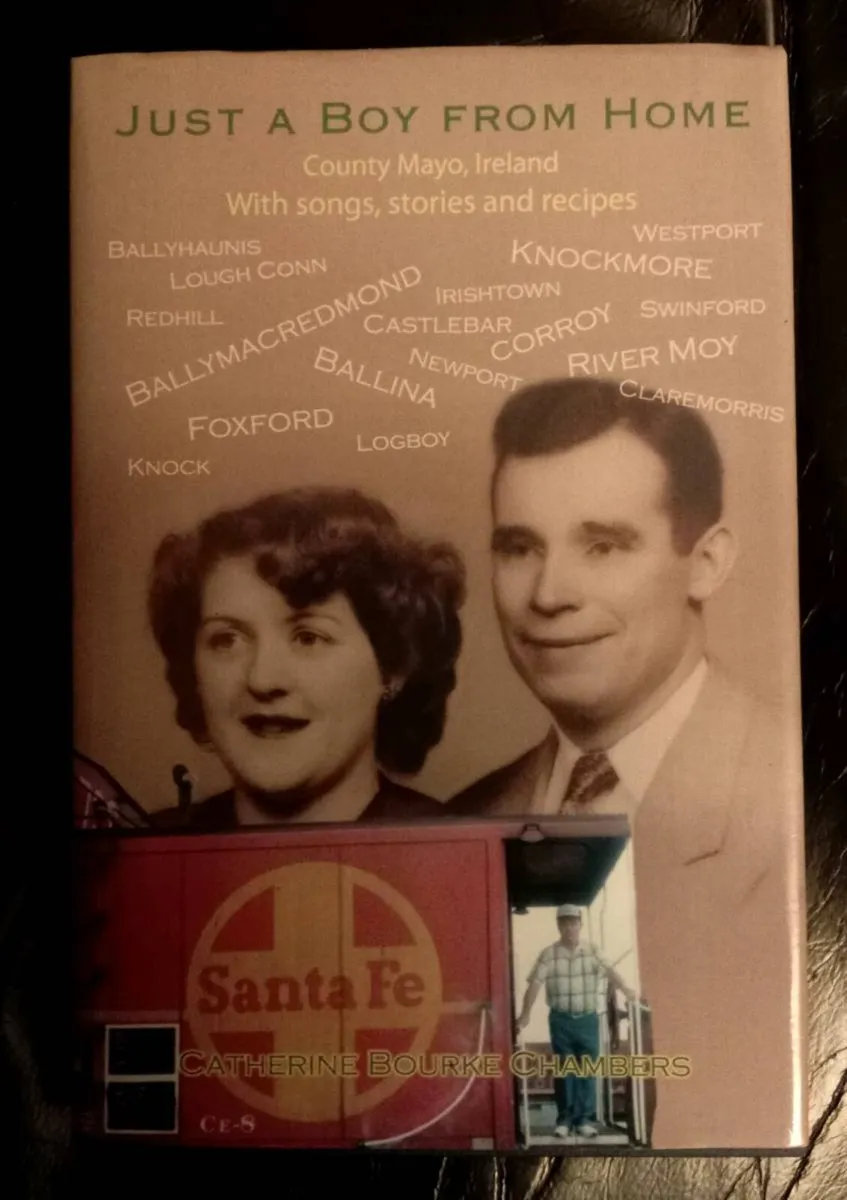 JUST A BOY FROM HOME
County Mayo, Ireland
With songs, stories and recipes
WESTPORT
BALLYHAUNIS
KNOCKMORE
LOUGH CONN
IRISHTOWN
SWINFORD
REDHILL
BALLYMACREDMOND
CASTLEBAR
CORROY
RIVER MOY
BALLINA
NEWPORT
CLAREMORRIS
FOXFORD
LOGBOY
KNOCK
Santa Fe
CATHERINE BOURKE CHAMBERS
CE-8